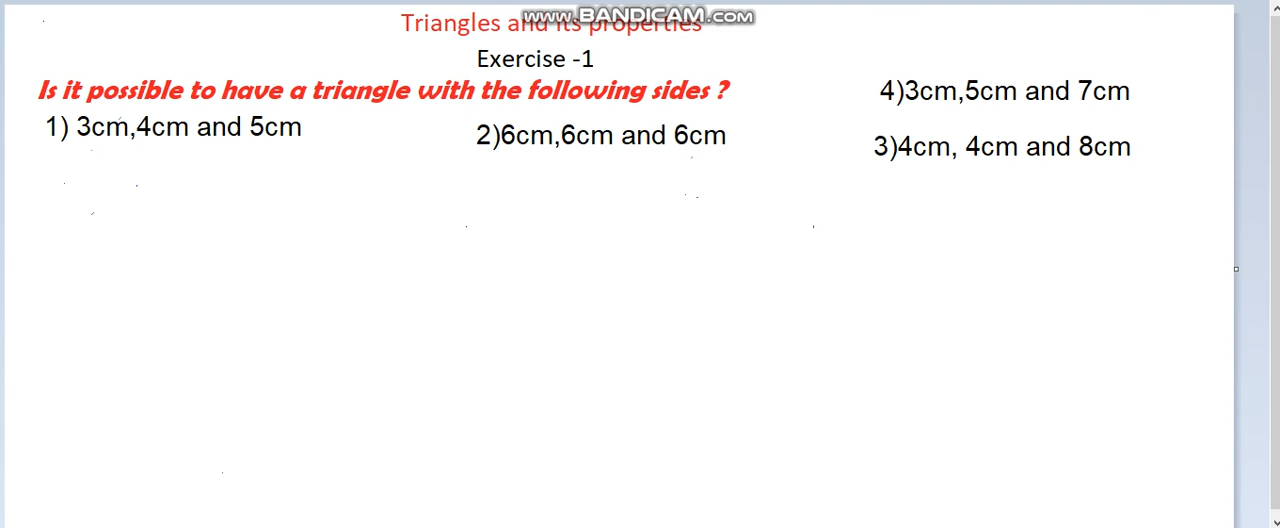 www.BANDICAM.com
Triangles and its properties
Exercise -1
Is it possible to have a triangle with the following sides ?
1) 3cm,4cm and 5cm
2)6cm,6cm and 6cm
4)3cm,5cm and 7cm
3)4cm, 4cm and 8cm